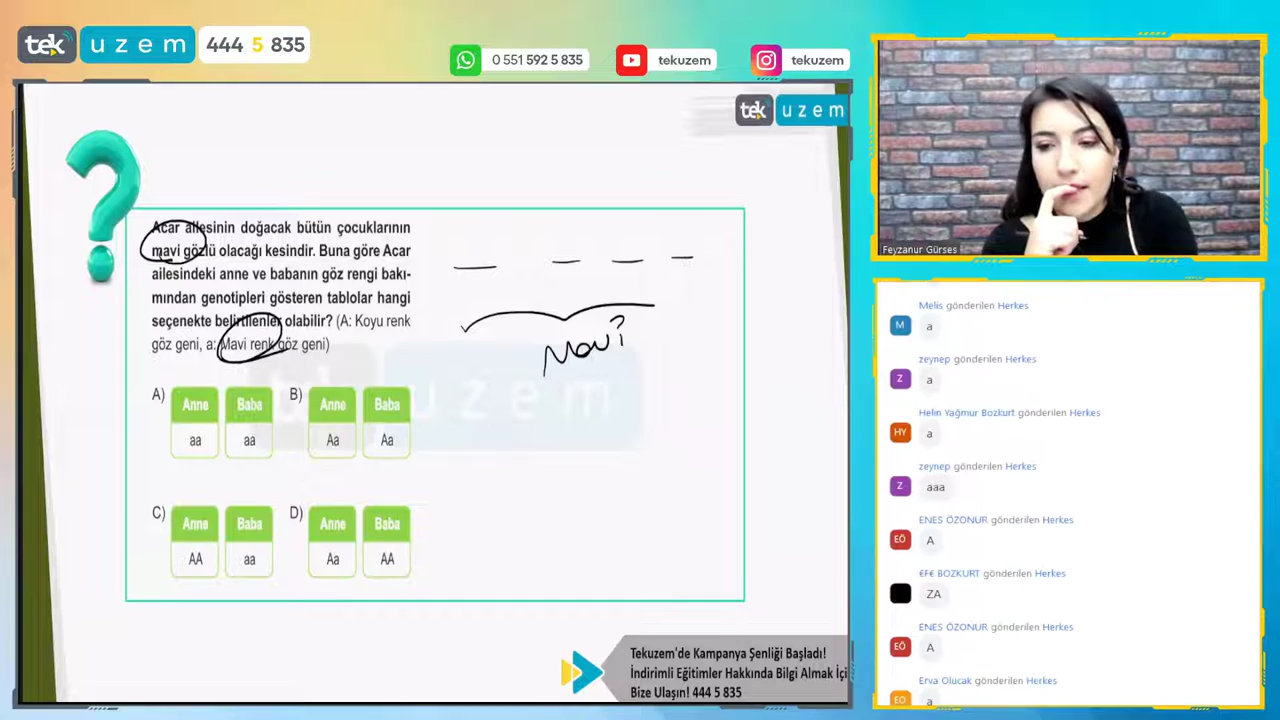 tek uzem 444 5 835
0 551 592 5 835
tekuzem
tekuzem
tek uzem
Acar ailesinin doğacak bütün çocuklarının
mavi gözlü olacağı kesindir. Buna göre Acar
ailesindeki anne ve babanın göz rengi bakı-
mından genotipleri gösteren tablolar hangi
seçenekte belirtilenler olabilir? (A: Koyu renk
göz geni, a: Mavi renk göz geni)
Mavi?
uzem
A) Anne Baba
aa aa
B) Anne Baba
Aa Aa
C) Anne Baba
AA aa
D) Anne Baba
Aa AA
Tekuzem'de Kampanya Şenliği Başladı!
İndirimli Eğitimler Hakkında Bilgi Almak İçi
Bize Ulaşın! 444 5 835
Feyzanur Gürses
Melis gönderilen Herkes
M a
zeynep gönderilen Herkes
Z a
Helin Yağmur Bozkurt gönderilen Herkes
HY a
zeynep gönderilen Herkes
Z aaa
ENES ÖZONUR gönderilen Herkes
EÖ A
€F€ BOZKURT gönderilen Herkes
ZA
ENES ÖZONUR gönderilen Herkes
EÖ A
Erva Olucak gönderilen Herkes
EO a